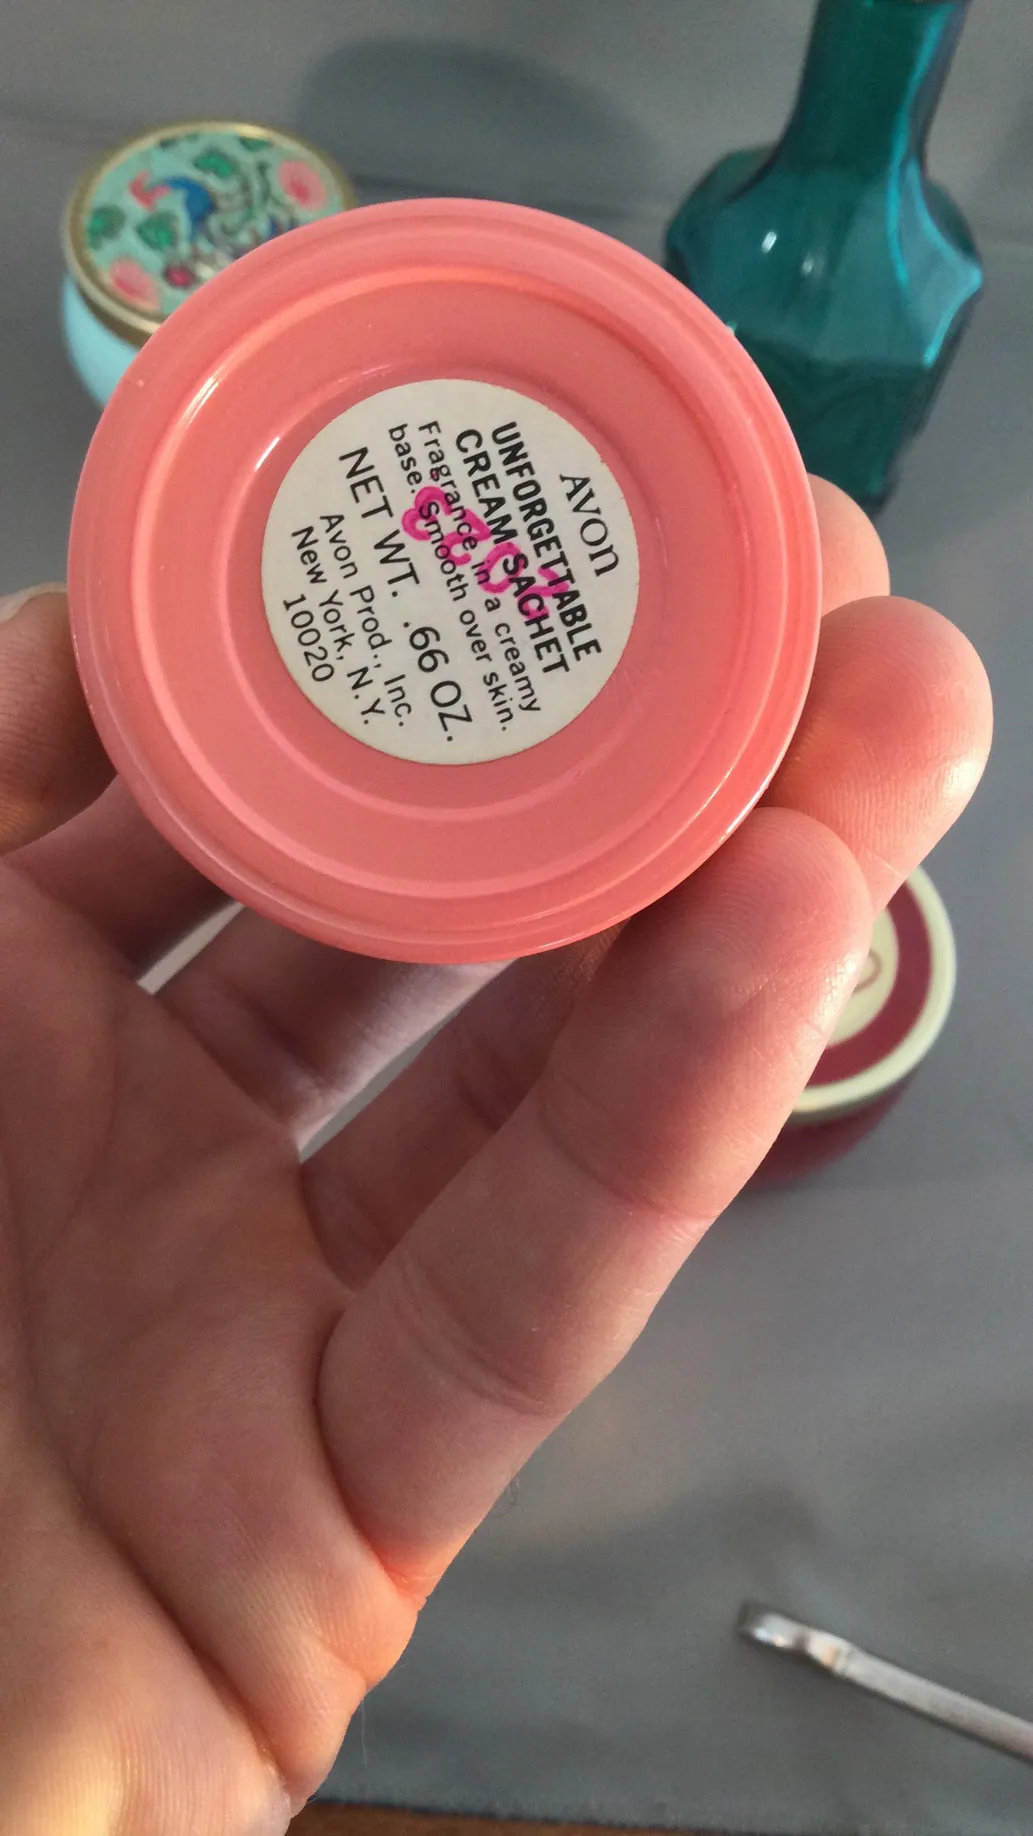 AVON
UNFORGETTABLE
CREAM SACHET
Fragrance in a creamy
base. Smooth over skin.
NET WT. .66 OZ.
Avon Prod., Inc.
New York, N.Y.
10020